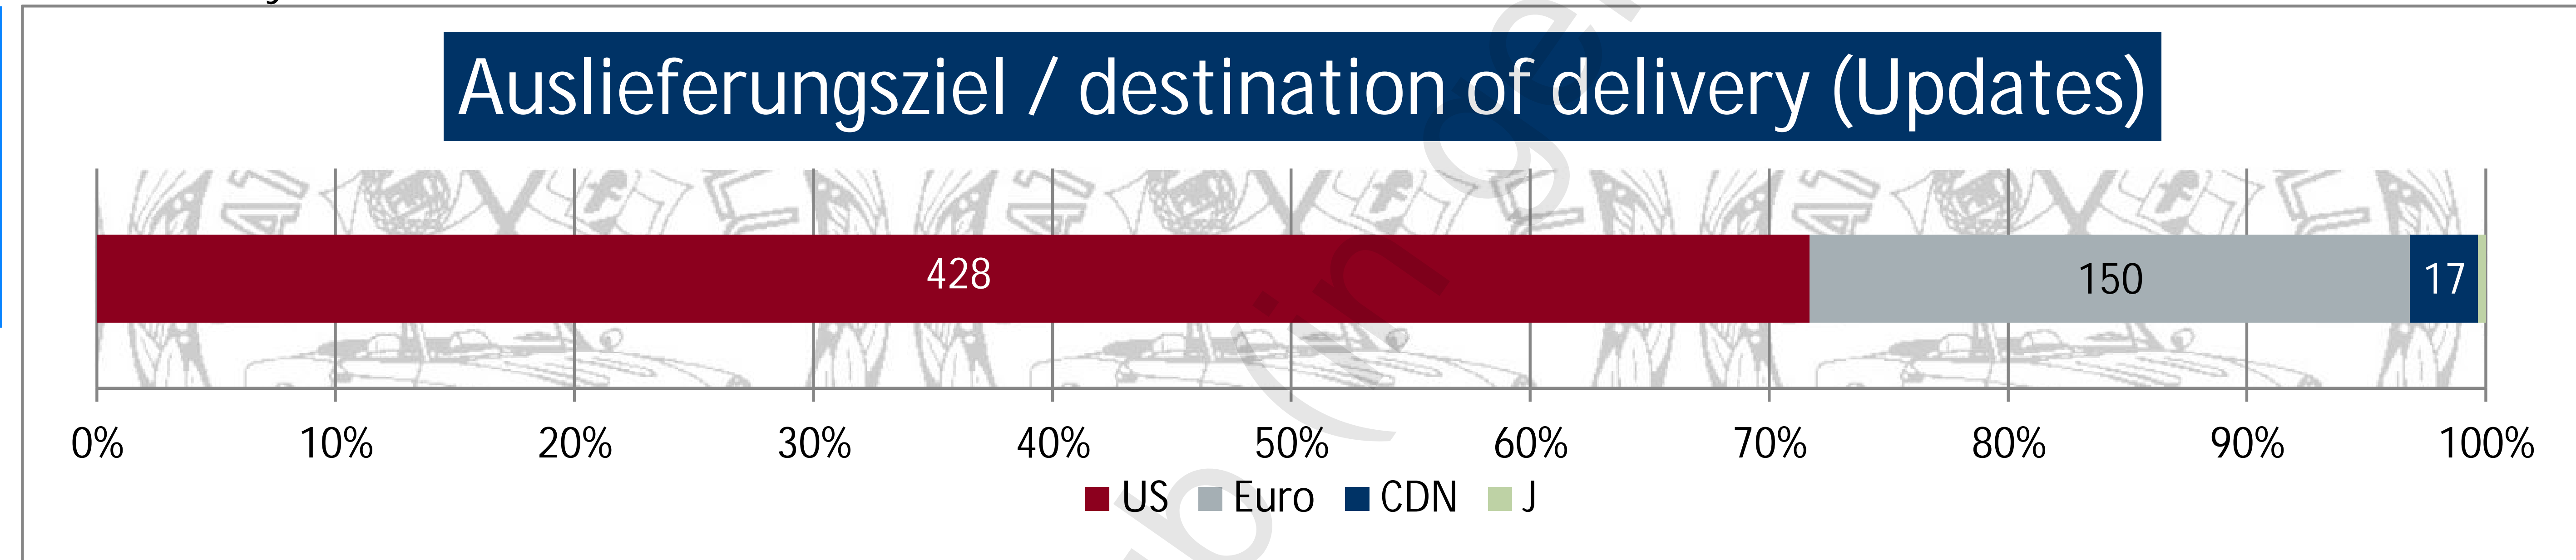 Auslieferungsziel / destination of delivery (Updates)
428 150 17
0% 10% 20% 30% 40% 50% 60% 70% 80% 90% 100%
US Euro CDN J